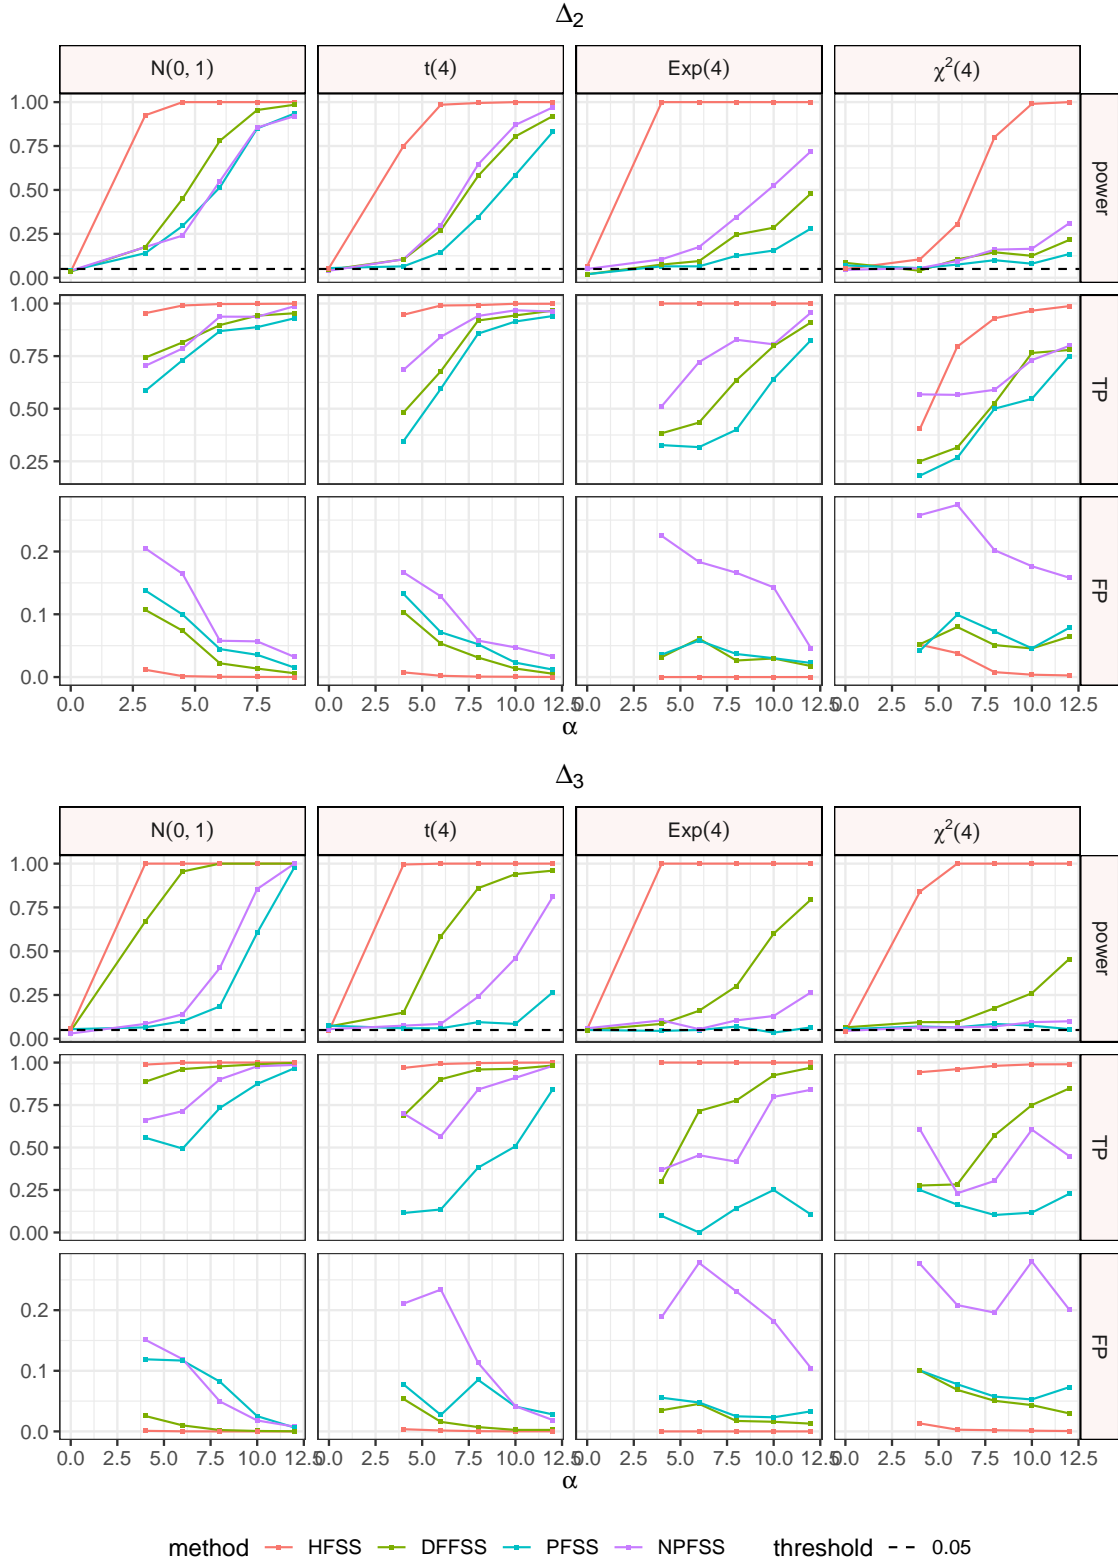 Δ2
N(0, 1) t(4) Exp(4) χ²(4)
1.00
0.75
0.50
0.25
0.00
power
1.00
0.75
0.50
0.25
TP
0.2
0.1
0.0
FP
0.0 2.5 5.0 7.5 0.0 2.5 5.0 7.5 10.0 12.5 0.0 2.5 5.0 7.5 10.0 12.5 0.0 2.5 5.0 7.5 10.0 12.5
α
Δ3
N(0, 1) t(4) Exp(4) χ²(4)
1.00
0.75
0.50
0.25
0.00
power
1.00
0.75
0.50
0.25
0.00
TP
0.2
0.1
0.0
FP
0.0 2.5 5.0 7.5 10.0 12.5 0.0 2.5 5.0 7.5 10.0 12.5 0.0 2.5 5.0 7.5 10.0 12.5 0.0 2.5 5.0 7.5 10.0 12.5
α
method HFSS DFFSS PFSS NPFSS threshold 0.05